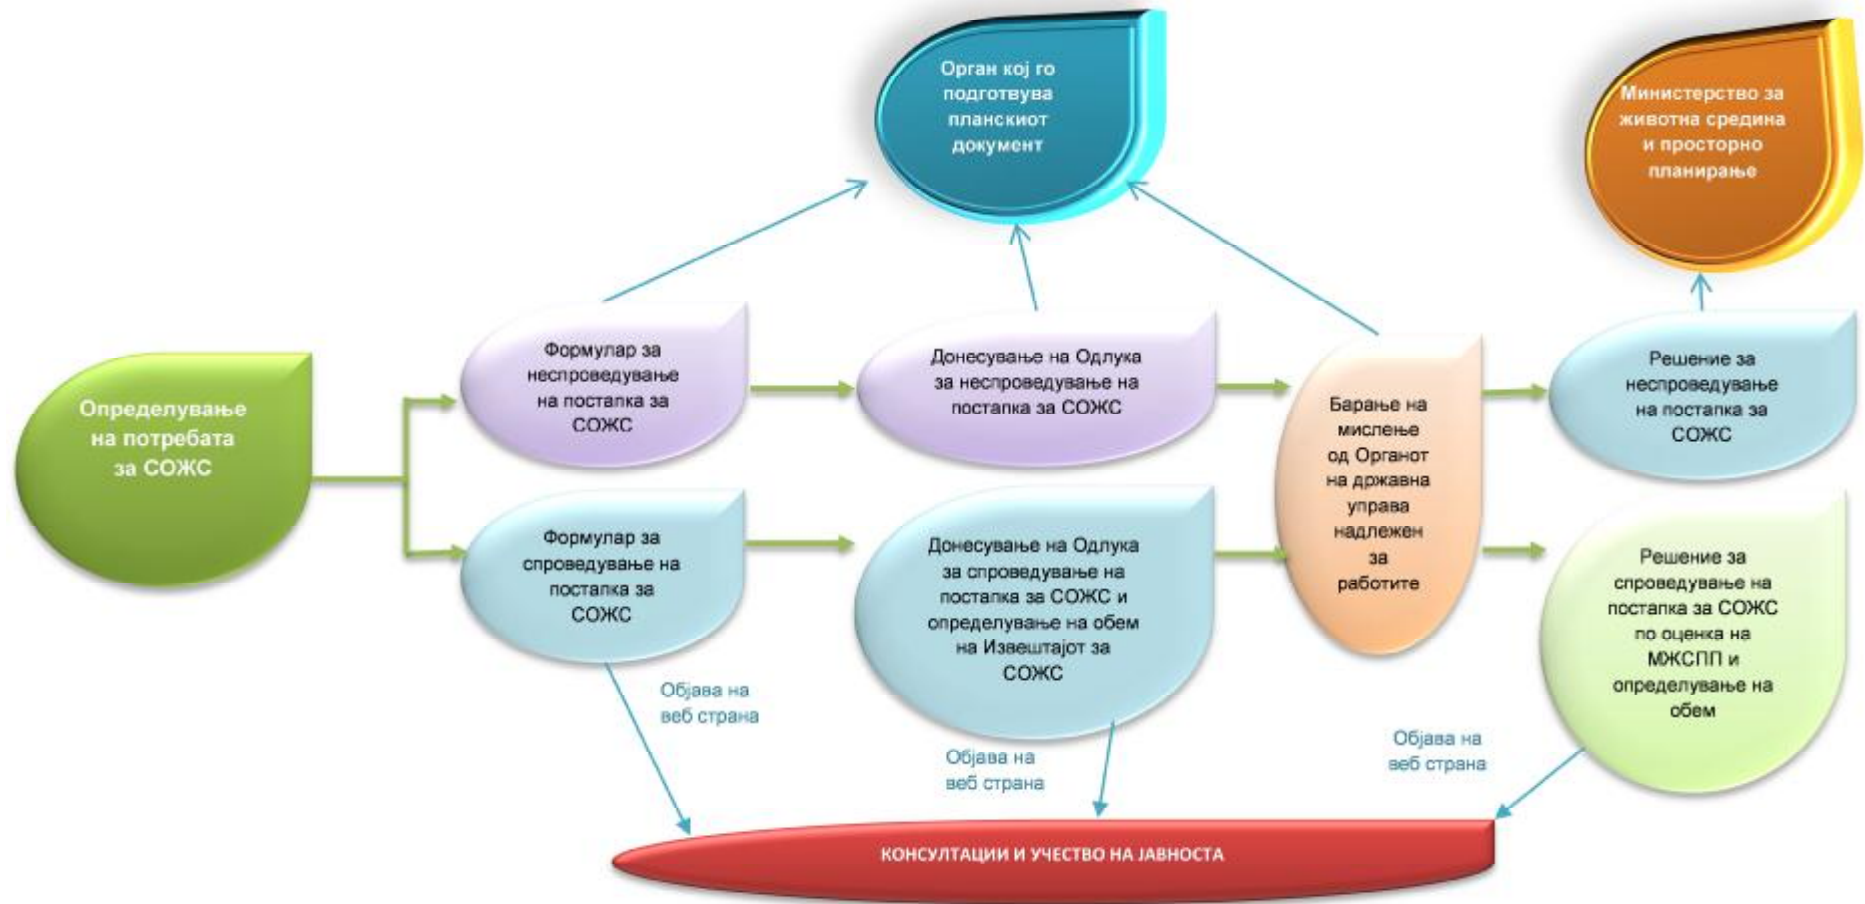 Орган кој го
подготвува
планскиот
документ
Министерство за
животна средина
и просторно
планирање
Определување
на потребата
за СОЖС
Формулар за
неспроведување
на постапка за
СОЖС
Донесување на Одлука
за неспроведување на
постапка за СОЖС
Барање на
мислење
од Органот
на државна
управа
надлежен
за
работите
Решение за
неспроведување
на постапка за
СОЖС
Формулар за
спроведување на
постапка за
СОЖС
Донесување на Одлука
за спроведување на
постапка за СОЖС и
определување на обем
на Извештајот за
СОЖС
Решение за
спроведување на
постапка за СОЖС
по оценка на
МЖСПП и
определување на
обем
Објава на
веб страна
Објава на
веб страна
Објава на
веб страна
КОНСУЛТАЦИИ И УЧЕСТВО НА ЈАВНОСТА